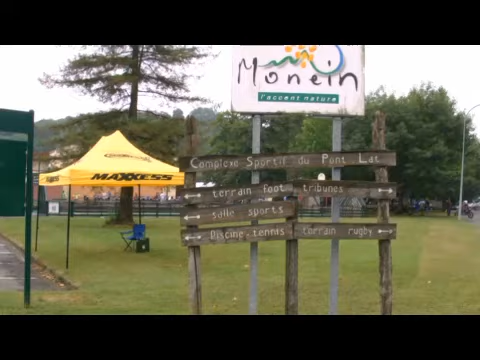 Monein
l'accent nature
Complexe Sportif du Pont Lat
terrain foot tribunes
salle sports
Piscine-tennis terrain rugby
MAXXESS